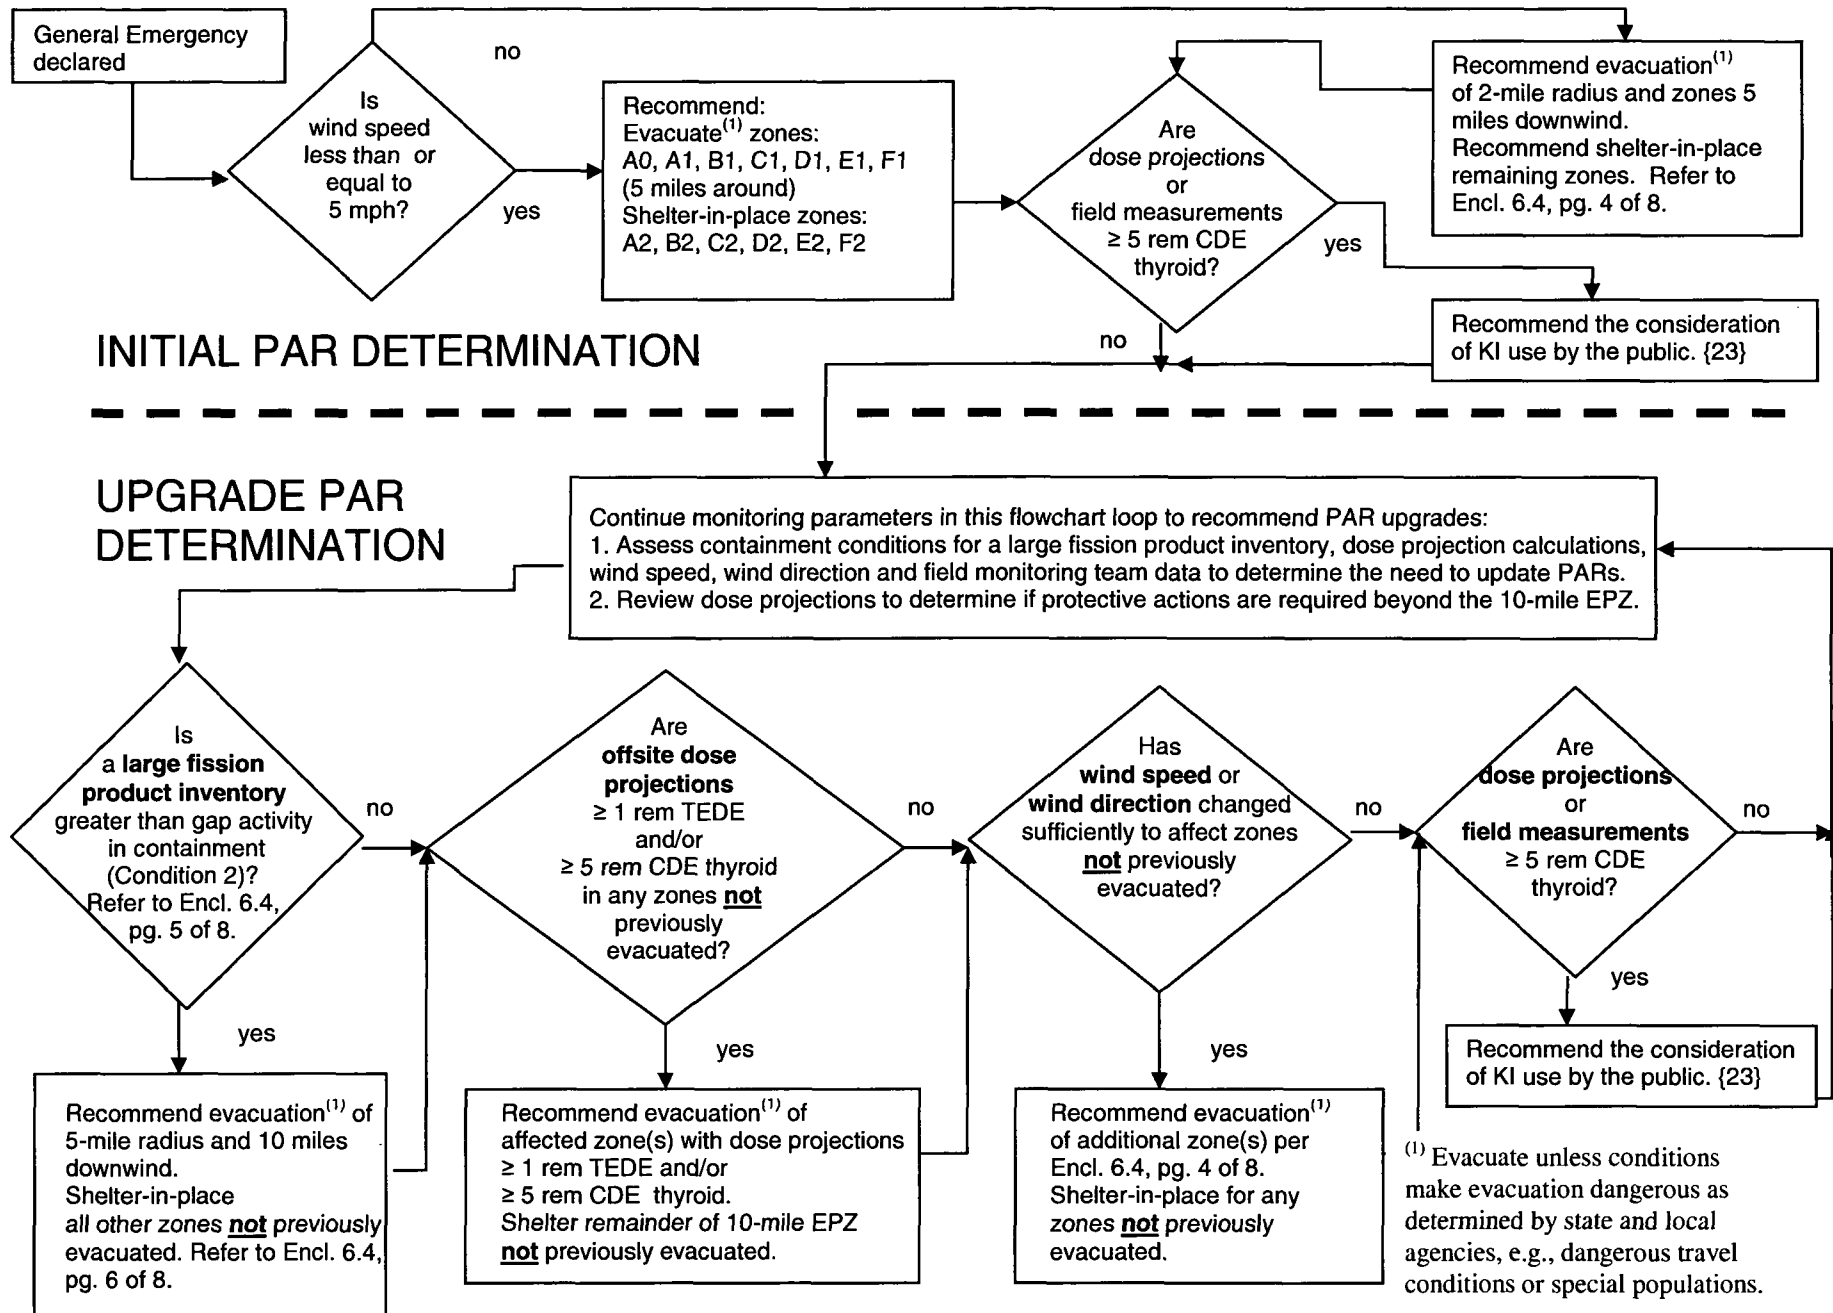 General Emergency
declared
Is
wind speed
less than or
equal to
5 mph?
no
yes
Recommend:
Evacuate(1) zones:
A0, A1, B1, C1, D1, E1, F1
(5 miles around)
Shelter-in-place zones:
A2, B2, C2, D2, E2, F2
Are
dose projections
or
field measurements
≥ 5 rem CDE
thyroid?
yes
no
Recommend evacuation(1)
of 2-mile radius and zones 5
miles downwind.
Recommend shelter-in-place
remaining zones. Refer to
Encl. 6.4, pg. 4 of 8.
Recommend the consideration
of KI use by the public. {23}
INITIAL PAR DETERMINATION
UPGRADE PAR
DETERMINATION
Continue monitoring parameters in this flowchart loop to recommend PAR upgrades:
1. Assess containment conditions for a large fission product inventory, dose projection calculations,
wind speed, wind direction and field monitoring team data to determine the need to update PARs.
2. Review dose projections to determine if protective actions are required beyond the 10-mile EPZ.
Is
a large fission
product inventory
greater than gap activity
in containment
(Condition 2)?
Refer to Encl. 6.4,
pg. 5 of 8.
no
yes
Recommend evacuation(1) of
5-mile radius and 10 miles
downwind.
Shelter-in-place
all other zones not previously
evacuated. Refer to Encl. 6.4,
pg. 6 of 8.
Are
offsite dose
projections
≥ 1 rem TEDE
and/or
≥ 5 rem CDE thyroid
in any zones not
previously
evacuated?
no
yes
Recommend evacuation(1) of
affected zone(s) with dose projections
≥ 1 rem TEDE and/or
≥ 5 rem CDE thyroid.
Shelter remainder of 10-mile EPZ
not previously evacuated.
Has
wind speed or
wind direction changed
sufficiently to affect zones
not previously
evacuated?
no
yes
Recommend evacuation(1)
of additional zone(s) per
Encl. 6.4, pg. 4 of 8.
Shelter-in-place for any
zones not previously
evacuated.
Are
dose projections
or
field measurements
≥ 5 rem CDE
thyroid?
no
yes
Recommend the consideration
of KI use by the public. {23}
(1) Evacuate unless conditions
make evacuation dangerous as
determined by state and local
agencies, e.g., dangerous travel
conditions or special populations.